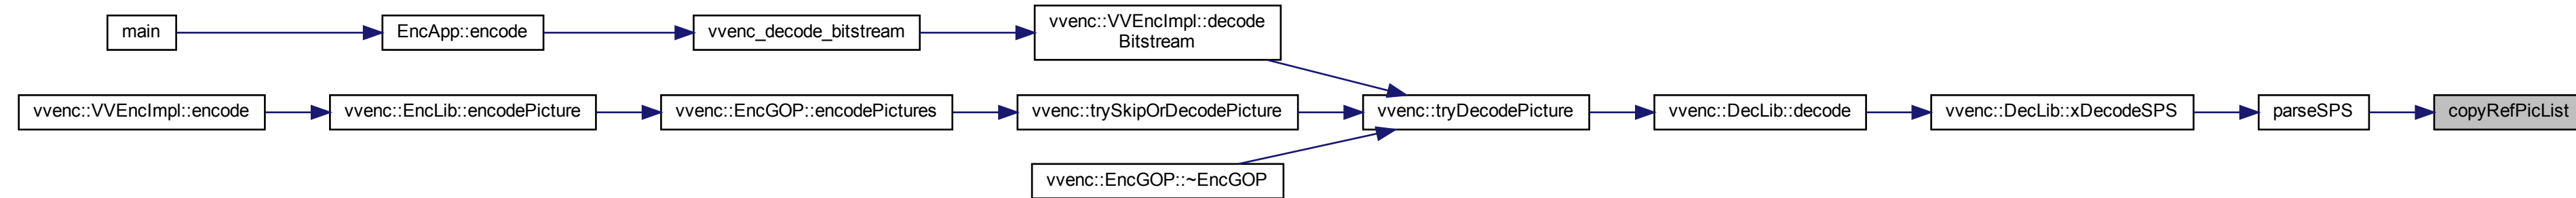 main
EncApp::encode
vvenc_decode_bitstream
vvenc::VVEncImpl::decode
Bitstream
vvenc::VVEncImpl::encode
vvenc::EncLib::encodePicture
vvenc::EncGOP::encodePictures
vvenc::trySkipOrDecodePicture
vvenc::tryDecodePicture
vvenc::DecLib::decode
vvenc::DecLib::xDecodeSPS
parseSPS
copyRefPicList
vvenc::EncGOP::~EncGOP